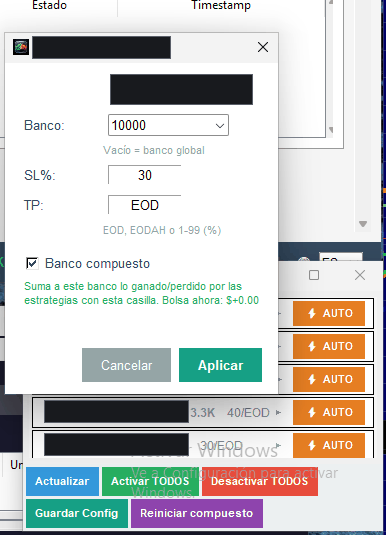 Estado Timestamp
Banco: 10000
Vacío = banco global
SL%: 30
TP: EOD
EOD, EODAH o 1-99 (%)
Banco compuesto
Suma a este banco lo ganado/perdido por las
estrategias con esta casilla. Bolsa ahora: $+0.00
Cancelar Aplicar
AUTO
AUTO
AUTO
3.3K 40/EOD AUTO
30/EOD AUTO
Activar Windows
Ve a Configuración para activar
Windows.
Actualizar Activar TODOS Desactivar TODOS
Guardar Config Reiniciar compuesto